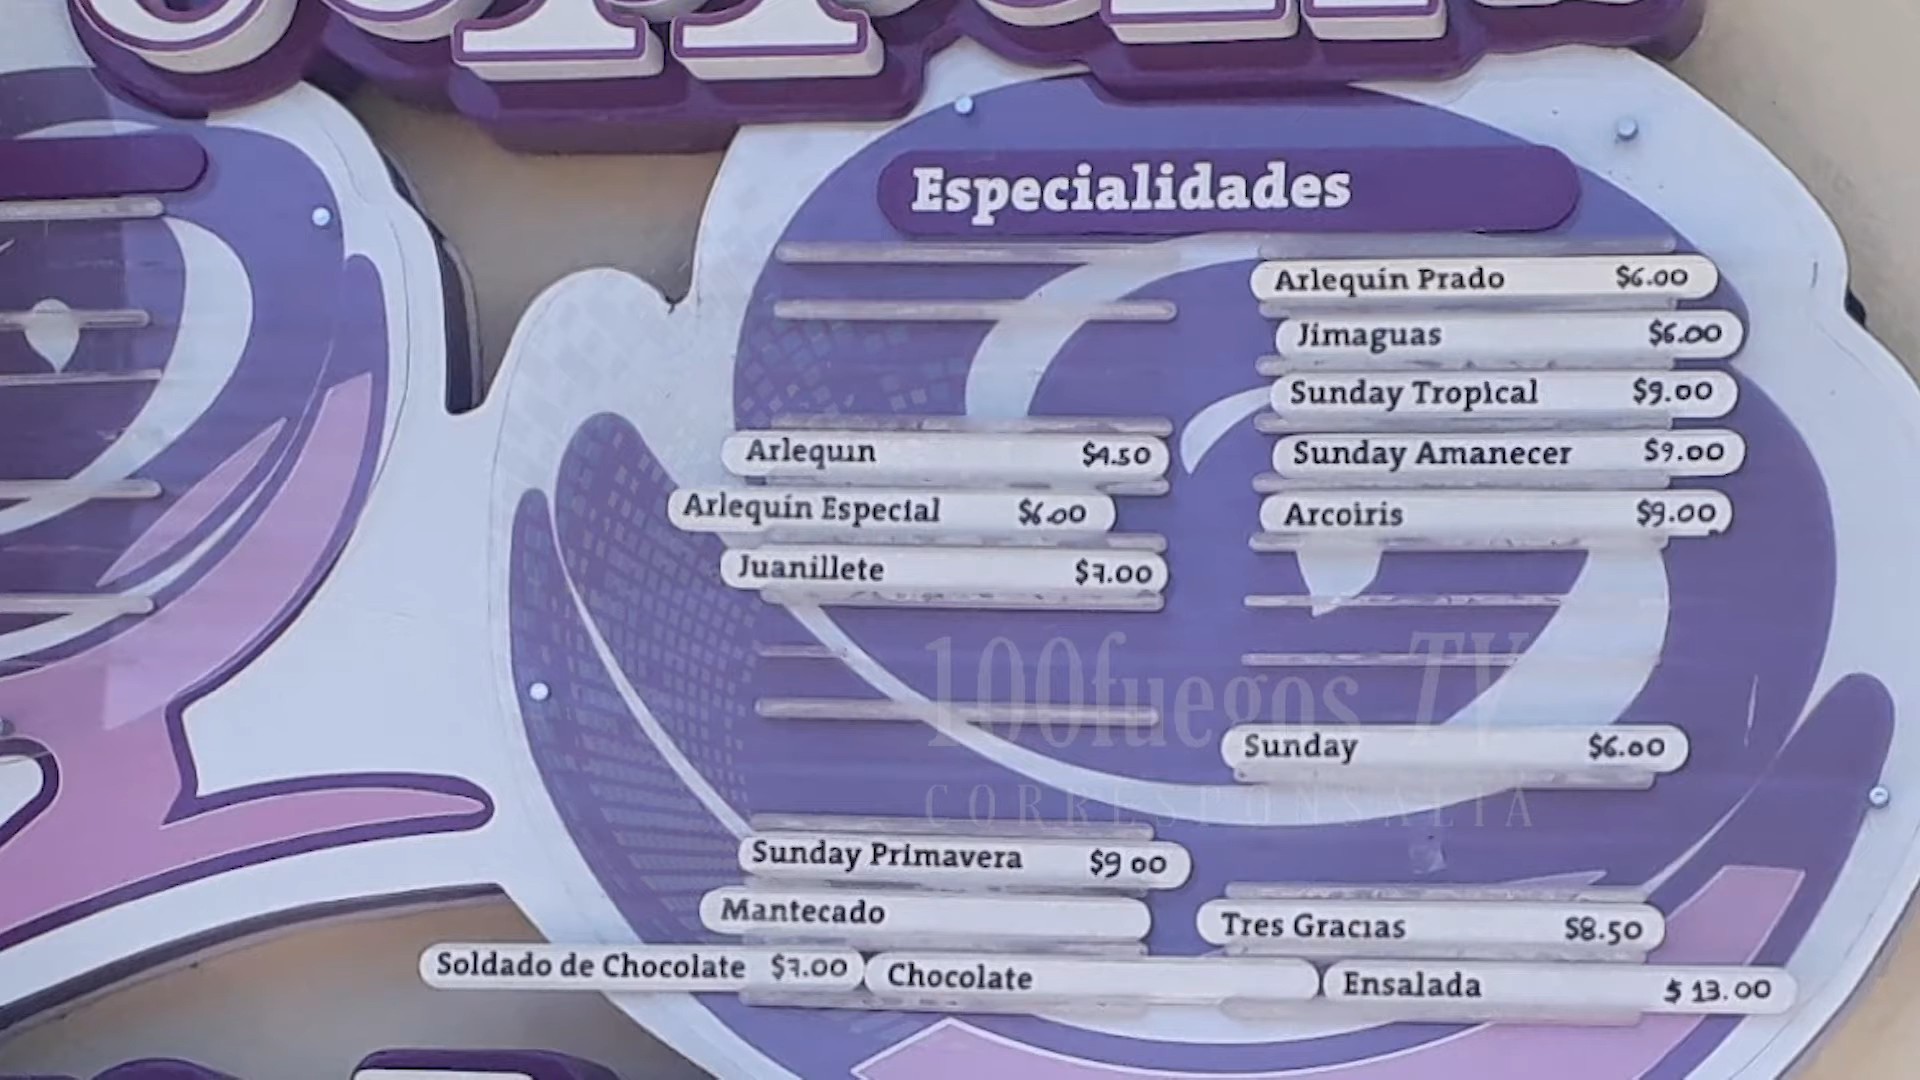 Especialidades
Arlequín Prado $6.00
Jimaguas $6.00
Sunday Tropical $9.00
Arlequin $4.50
Sunday Amanecer $9.00
Arlequín Especial $6.00
Arcoiris $9.00
Juanillete $7.00
100fuegos TV
CORRESPONSALIA
Sunday $6.00
Sunday Primavera $9 00
Mantecado
Tres Gracias $8.50
Soldado de Chocolate $7.00
Chocolate
Ensalada $ 13.00